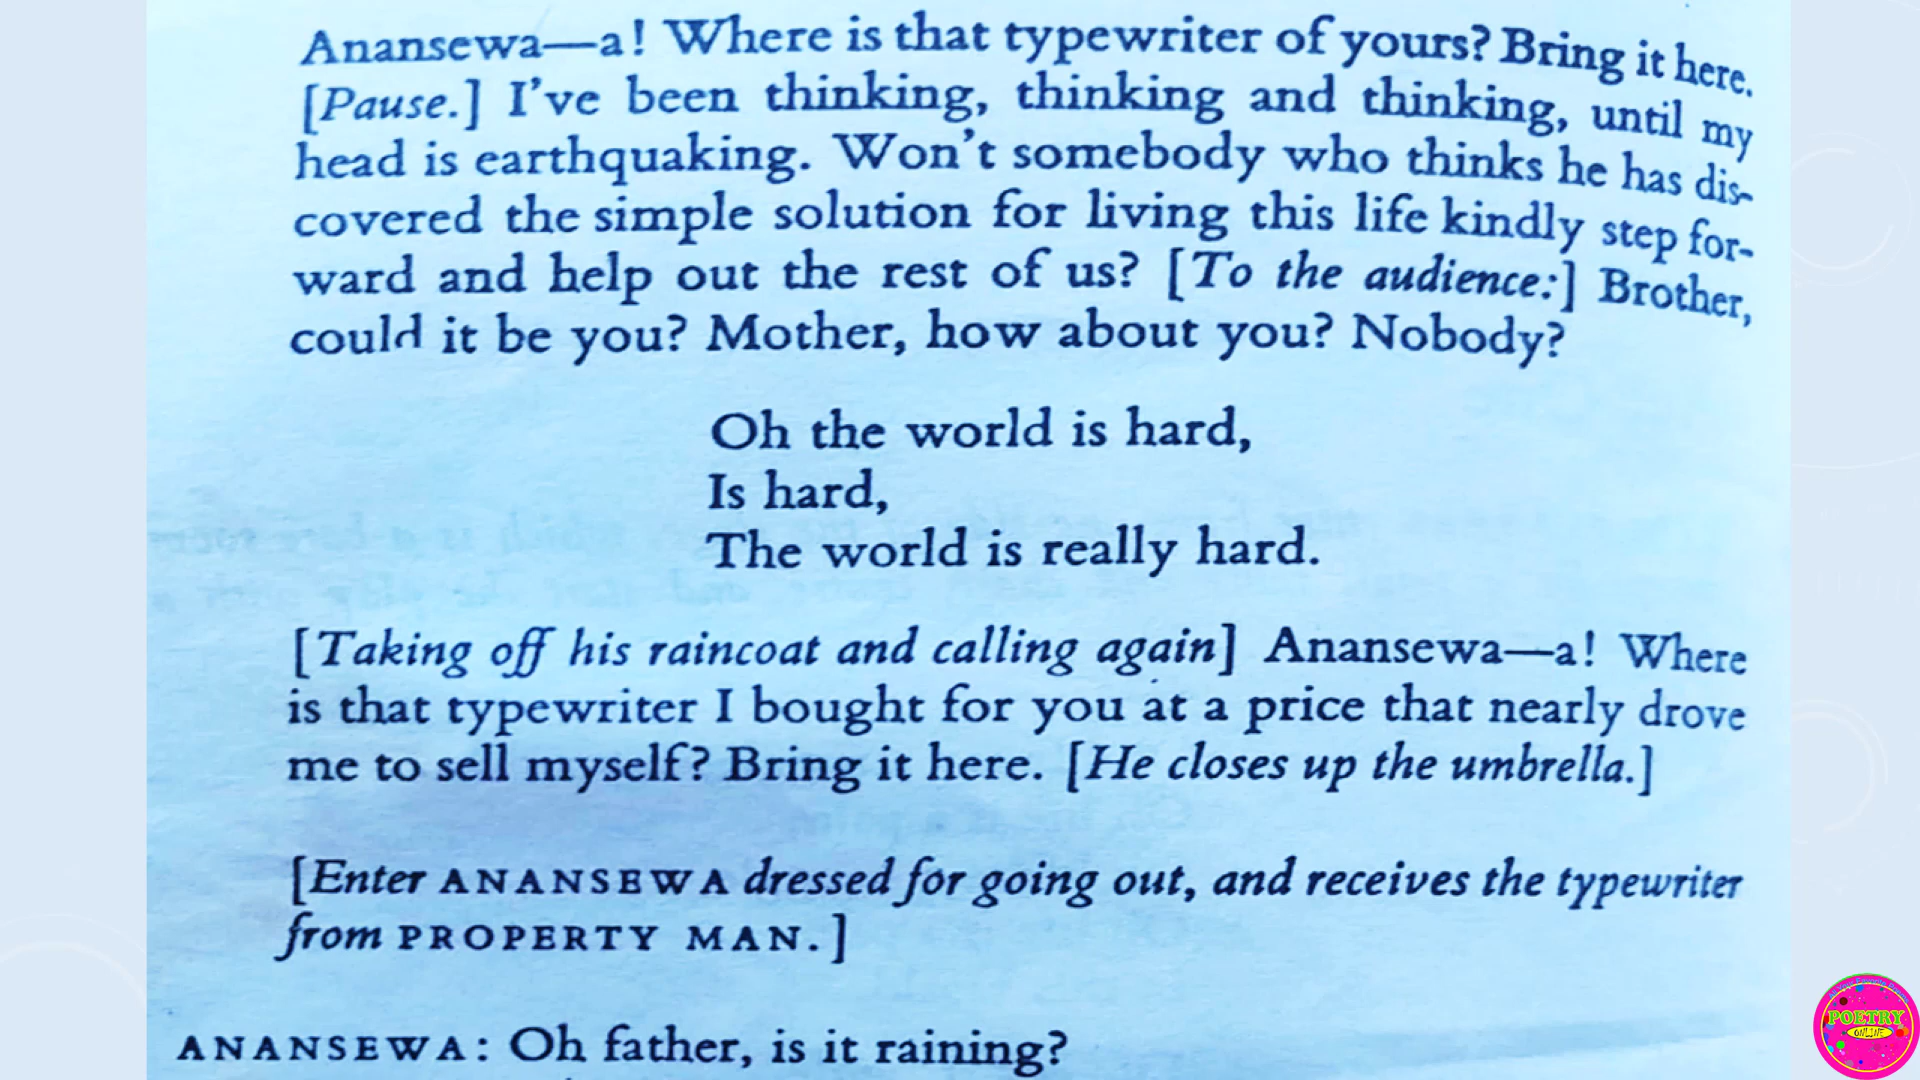 Anansewa—a! Where is that typewriter of yours? Bring it here.
[Pause.] I've been thinking, thinking and thinking, until my
head is earthquaking. Won't somebody who thinks he has dis-
covered the simple solution for living this life kindly step for-
ward and help out the rest of us? [To the audience:] Brother,
could it be you? Mother, how about you? Nobody?
Oh the world is hard,
Is hard,
The world is really hard.
[Taking off his raincoat and calling again] Anansewa—a! Where
is that typewriter I bought for you at a price that nearly drove
me to sell myself? Bring it here. [He closes up the umbrella.]
[Enter ANANSEWA dressed for going out, and receives the typewriter
from PROPERTY MAN.]
ANANSEWA: Oh father, is it raining?
POETRY
ONLINE